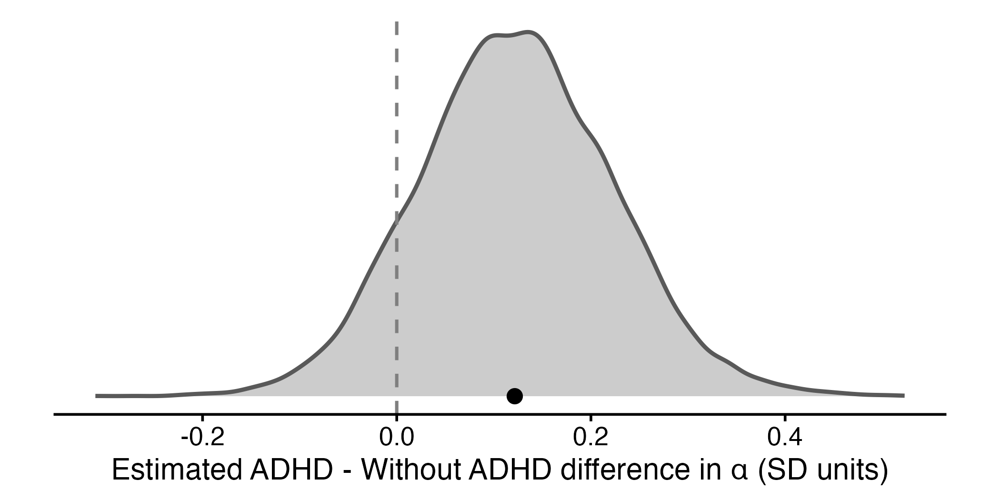 -0.2 0.0 0.2 0.4
Estimated ADHD - Without ADHD difference in α (SD units)